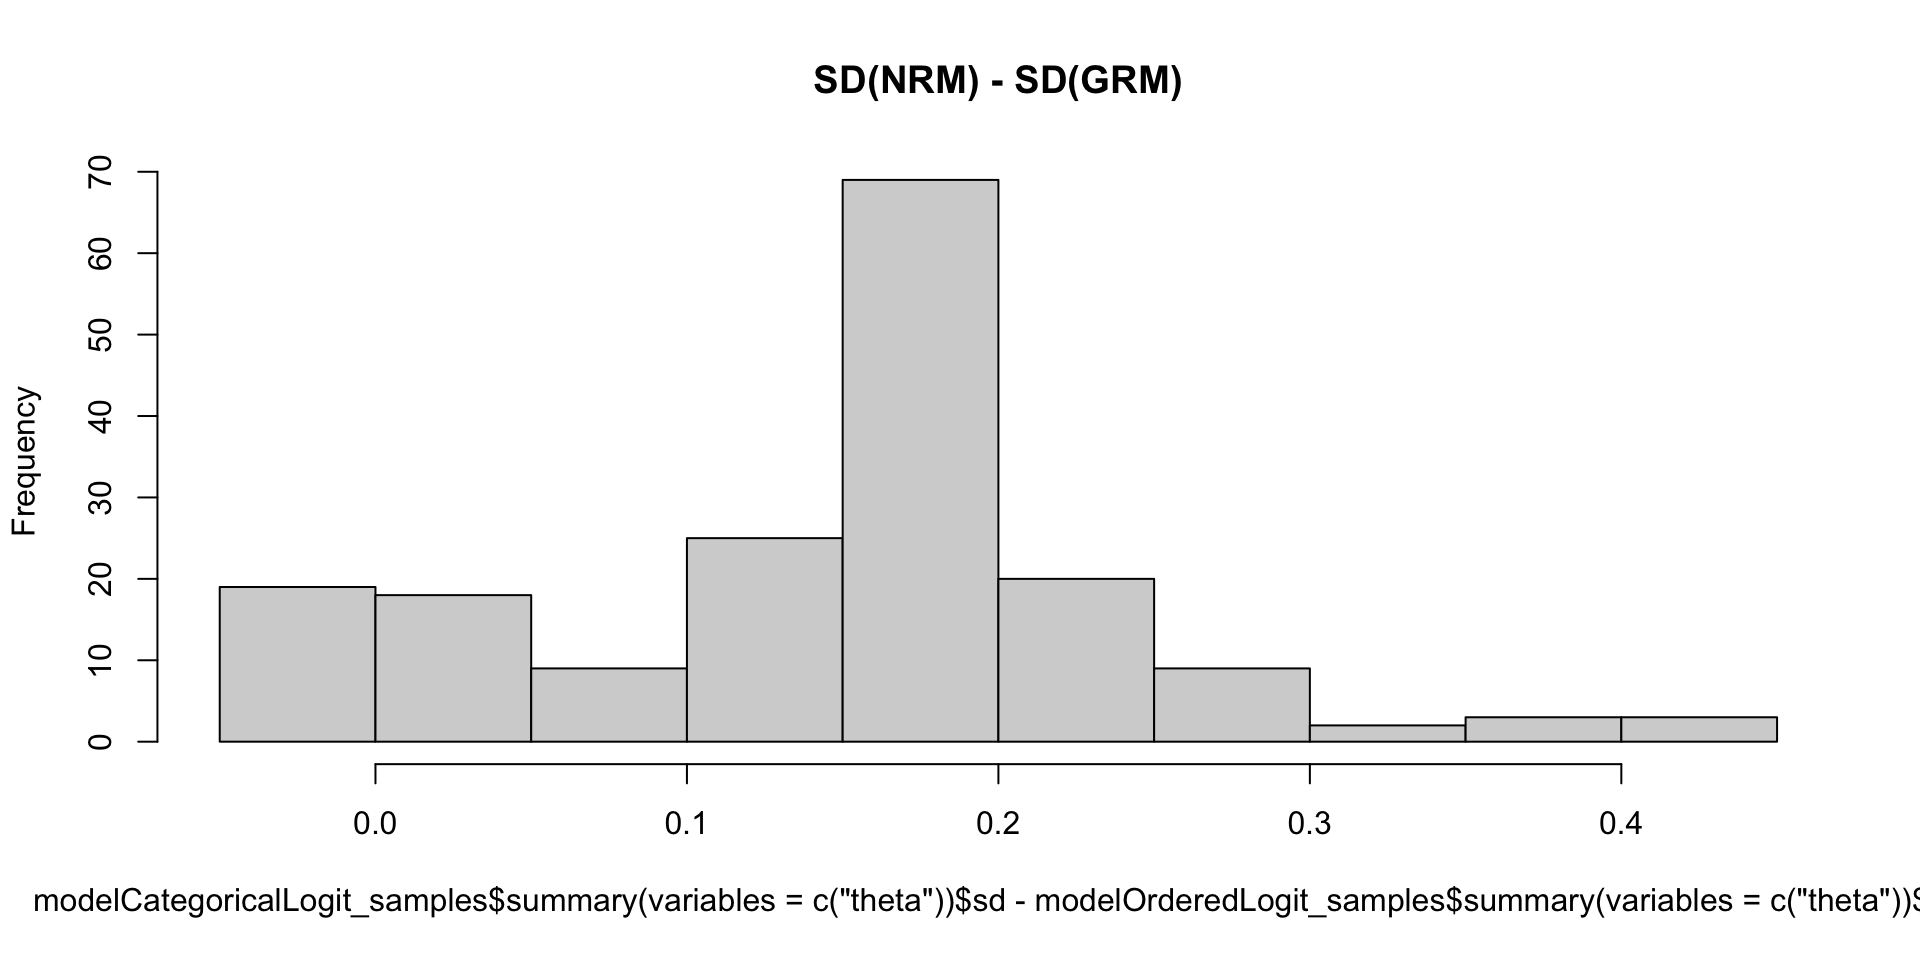 SD(NRM) - SD(GRM)
Frequency
70
60
50
40
30
20
10
0
0.0 0.1 0.2 0.3 0.4
modelCategoricalLogit_samples$summary(variables = c("theta"))$sd - modelOrderedLogit_samples$summary(variables = c("theta"))$